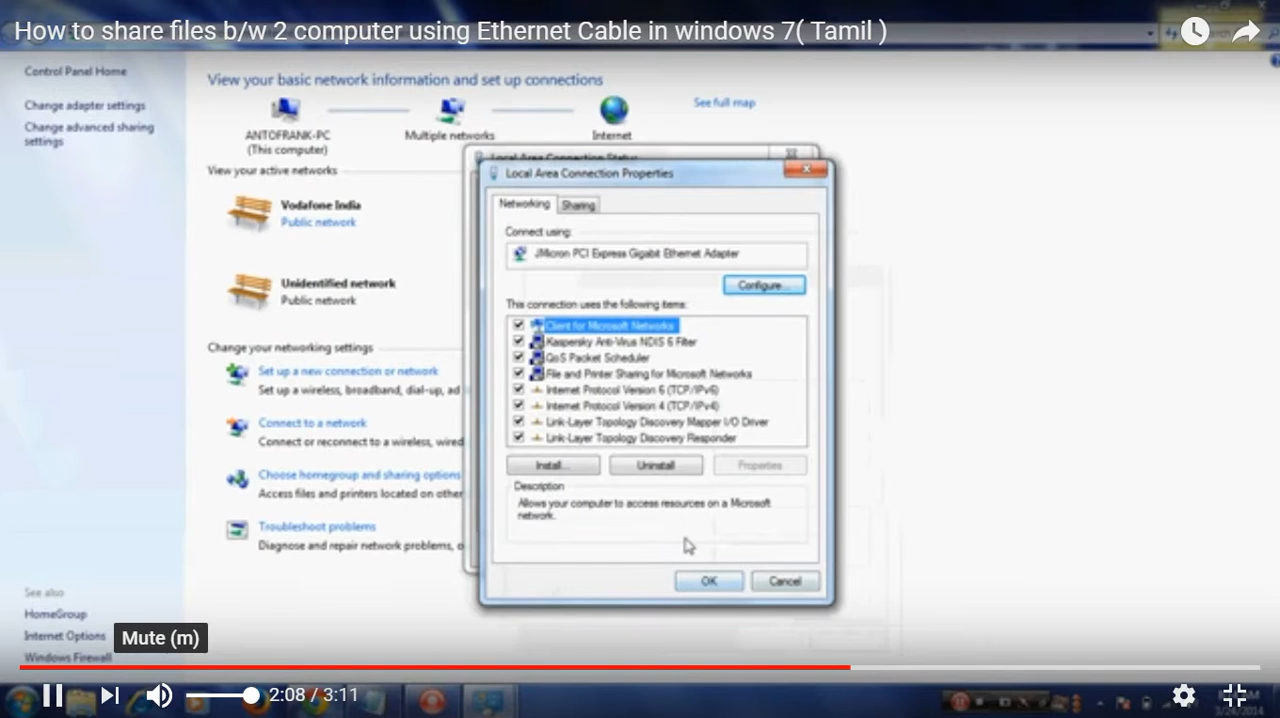 How to share files b/w 2 computer using Ethernet Cable in windows 7( Tamil )
Control Panel Home
Change adapter settings
Change advanced sharing
settings
View your basic network information and set up connections
See full map
ANTOFRANK-PC
(This computer)
Multiple networks
Internet
View your active networks
Vodafone India
Public network
Unidentified network
Public network
Change your networking settings
Set up a new connection or network
Set up a wireless, broadband, dial-up, ad
Connect to a network
Connect or reconnect to a wireless, wired
Choose homegroup and sharing options
Access files and printers located on other
Troubleshoot problems
Diagnose and repair network problems, o
Local Area Connection Status
Local Area Connection Properties
Networking
Sharing
Connect using:
JMicron PCI Express Gigabit Ethernet Adapter
Configure...
This connection uses the following items:
Client for Microsoft Networks
Kaspersky Anti-Virus NDIS 6 Filter
QoS Packet Scheduler
File and Printer Sharing for Microsoft Networks
Internet Protocol Version 6 (TCP/IPv6)
Internet Protocol Version 4 (TCP/IPv4)
Link-Layer Topology Discovery Mapper I/O Driver
Link-Layer Topology Discovery Responder
Install...
Uninstall
Properties
Description
Allows your computer to access resources on a Microsoft
network.
OK
Cancel
See also
HomeGroup
Internet Options
Windows Firewall
Mute (m)
2:08 / 3:11